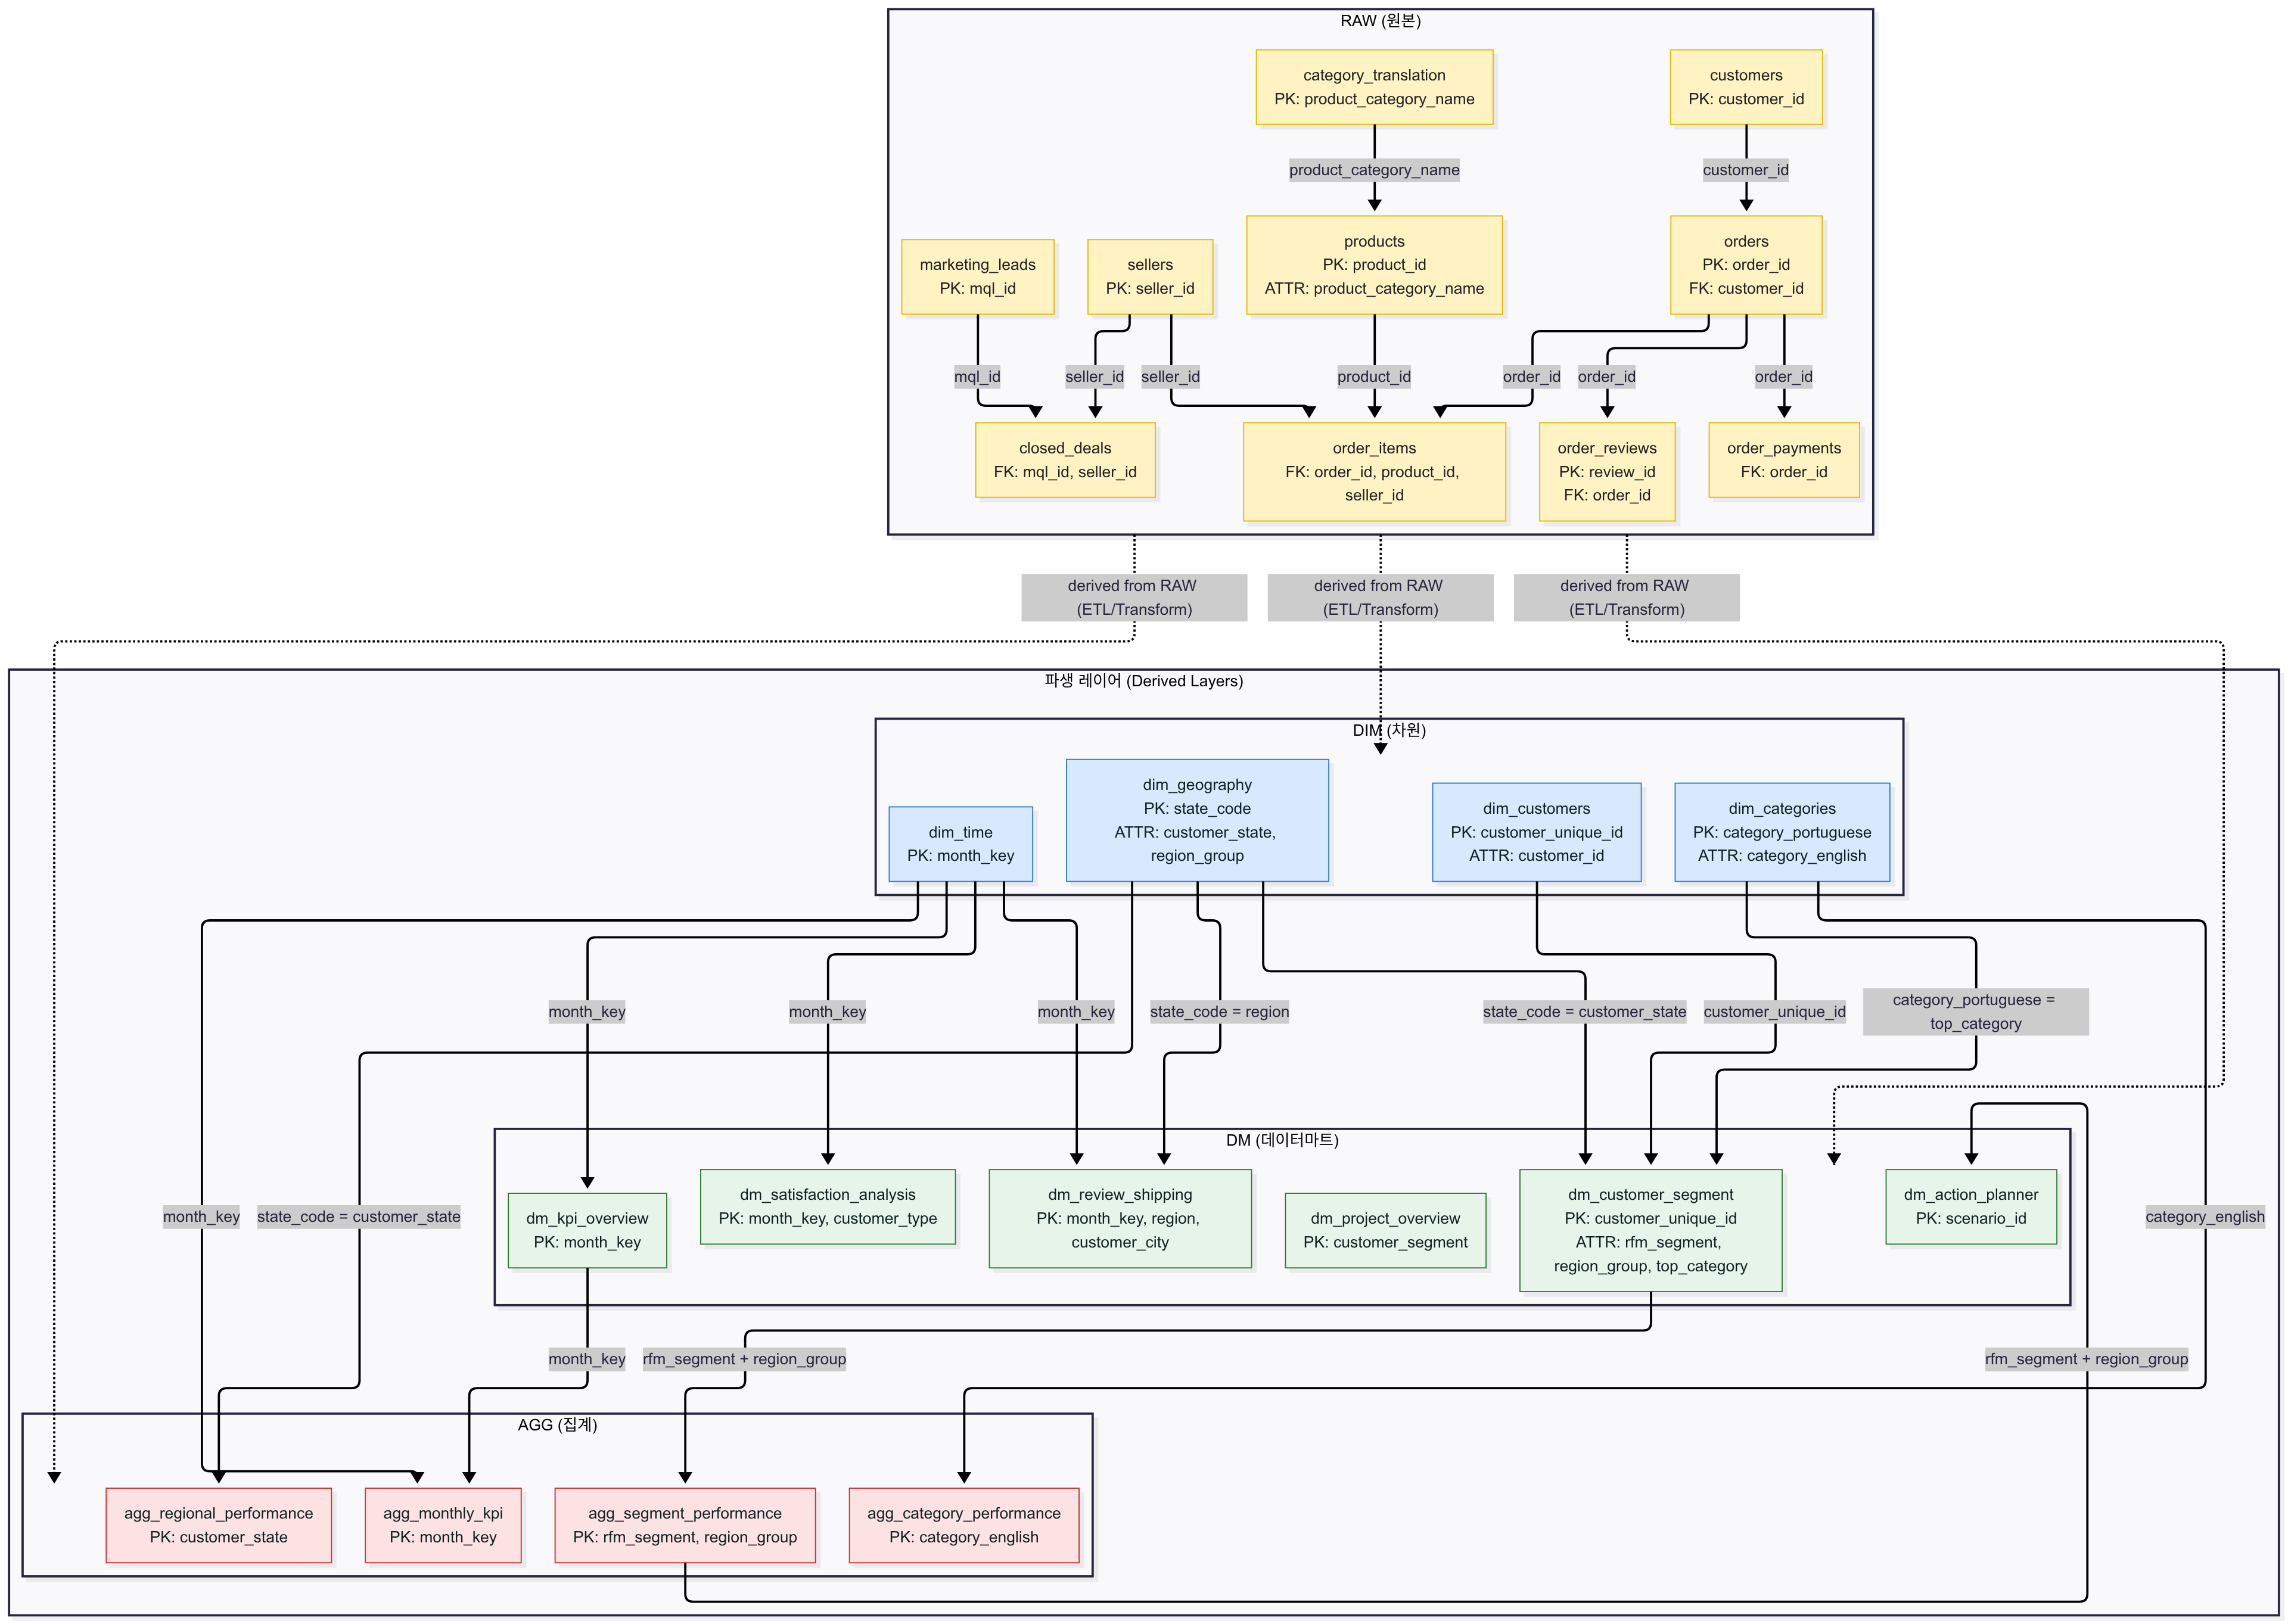 RAW (원본)
category_translation
PK: product_category_name
customers
PK: customer_id
product_category_name
customer_id
marketing_leads
PK: mql_id
sellers
PK: seller_id
products
PK: product_id
ATTR: product_category_name
orders
PK: order_id
FK: customer_id
mql_id
seller_id
seller_id
product_id
order_id
order_id
order_id
closed_deals
FK: mql_id, seller_id
order_items
FK: order_id, product_id,
seller_id
order_reviews
PK: review_id
FK: order_id
order_payments
FK: order_id
derived from RAW
(ETL/Transform)
derived from RAW
(ETL/Transform)
derived from RAW
(ETL/Transform)
파생 레이어 (Derived Layers)
DIM (차원)
dim_time
PK: month_key
dim_geography
PK: state_code
ATTR: customer_state,
region_group
dim_customers
PK: customer_unique_id
ATTR: customer_id
dim_categories
PK: category_portuguese
ATTR: category_english
month_key
month_key
month_key
state_code = region
state_code = customer_state
customer_unique_id
category_portuguese =
top_category
DM (데이터마트)
dm_kpi_overview
PK: month_key
dm_satisfaction_analysis
PK: month_key, customer_type
dm_review_shipping
PK: month_key, region,
customer_city
dm_project_overview
PK: customer_segment
dm_customer_segment
PK: customer_unique_id
ATTR: rfm_segment,
region_group, top_category
dm_action_planner
PK: scenario_id
month_key
state_code = customer_state
category_english
month_key
rfm_segment + region_group
rfm_segment + region_group
AGG (집계)
agg_regional_performance
PK: customer_state
agg_monthly_kpi
PK: month_key
agg_segment_performance
PK: rfm_segment, region_group
agg_category_performance
PK: category_english